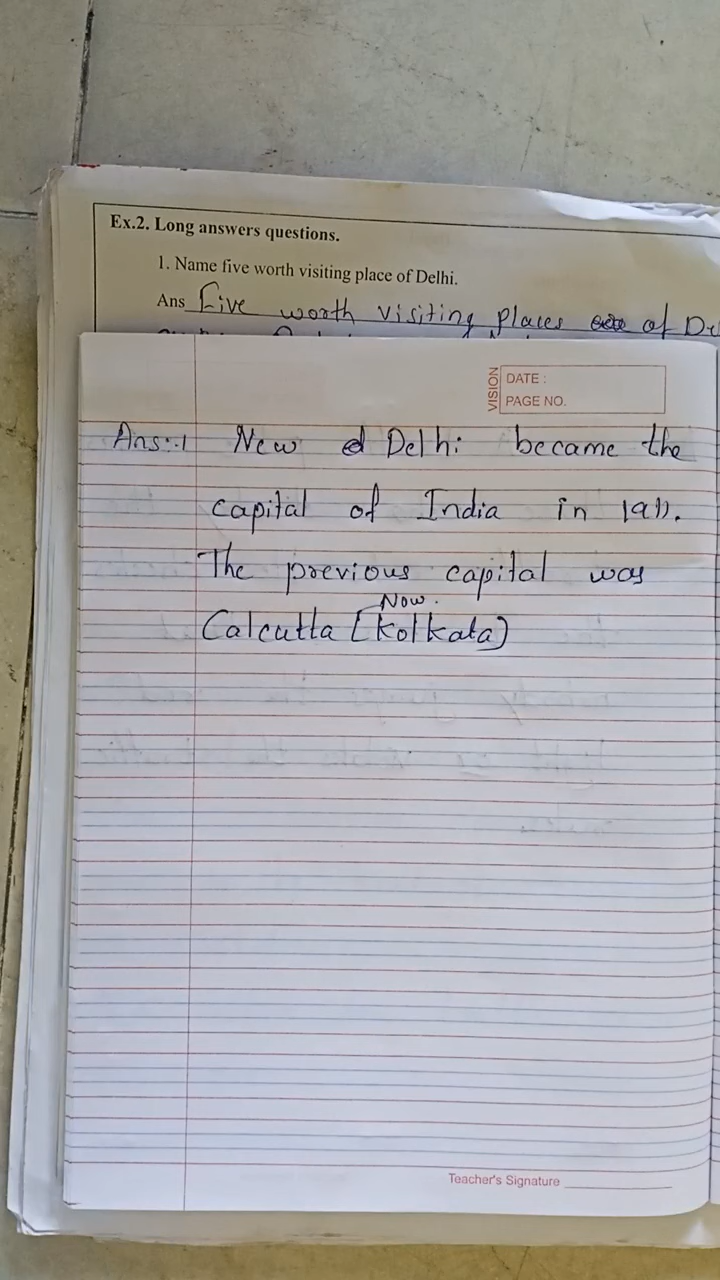 Ex.2. Long answers questions.
1. Name five worth visiting place of Delhi.
Ans Five worth visiting places of
VISION
DATE :
PAGE NO.
Ans:-1 New Delhi became the
capital of India in 1911.
The previous capital was
Now.
Calcutta [Kolkata)
Teacher's Signature